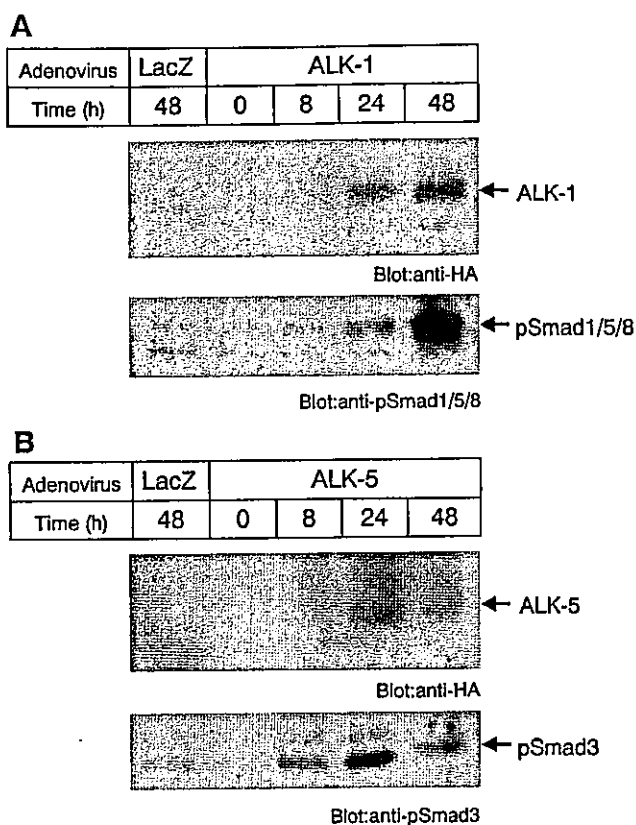 A
Adenovirus LacZ ALK-1
Time (h) 48 0 8 24 48
ALK-1
Blot:anti-HA
pSmad1/5/8
Blot:anti-pSmad1/5/8
B
Adenovirus LacZ ALK-5
Time (h) 48 0 8 24 48
ALK-5
Blot:anti-HA
pSmad3
Blot:anti-pSmad3